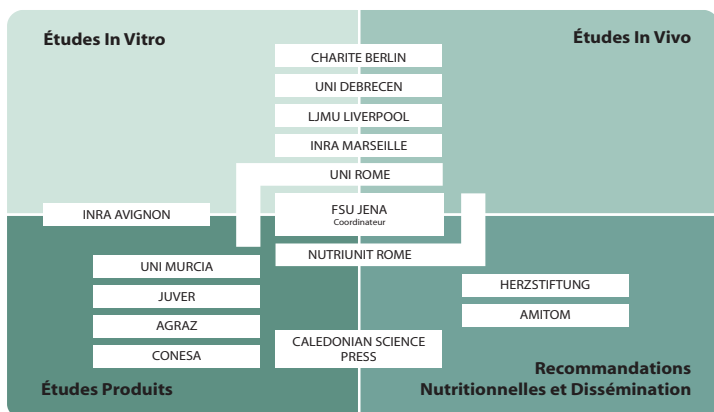 Études In Vitro
Études In Vivo
CHARITE BERLIN
UNI DEBRECEN
LJMU LIVERPOOL
INRA MARSEILLE
UNI ROME
INRA AVIGNON
FSU JENA
Coordinateur
NUTRIUNIT ROME
UNI MURCIA
HERZSTIFTUNG
JUVER
AMITOM
AGRAZ
CALEDONIAN SCIENCE
PRESS
CONESA
Études Produits
Recommandations
Nutritionnelles et Dissémination